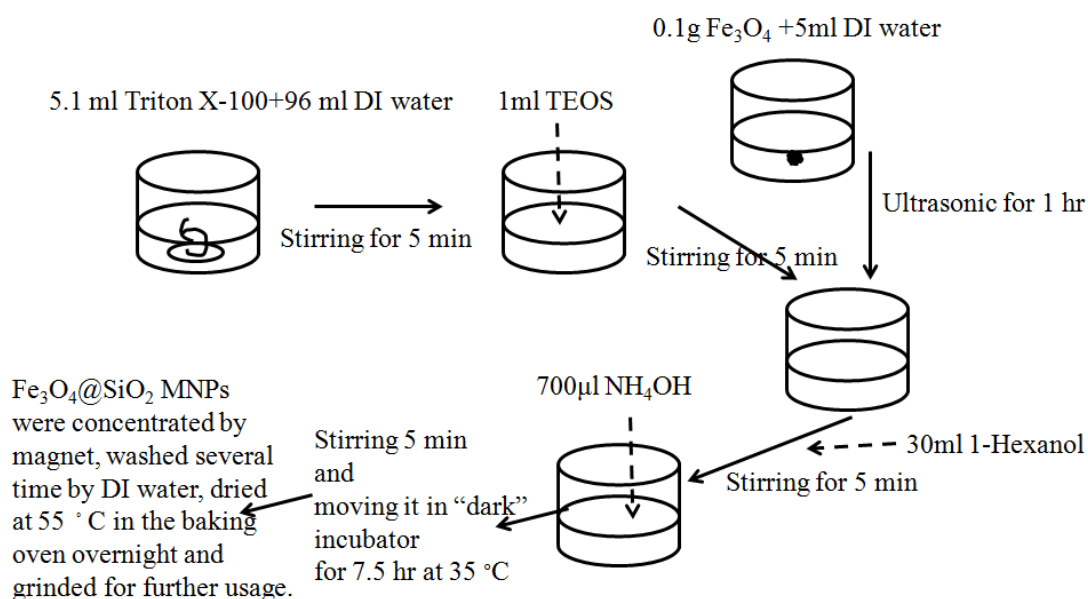 0.1g Fe₃O₄ +5ml DI water
5.1 ml Triton X-100+96 ml DI water
1ml TEOS
Ultrasonic for 1 hr
Stirring for 5 min
Stirring for 5 min
700µl NH₄OH
30ml 1-Hexanol
Stirring for 5 min
Stirring 5 min
and
moving it in “dark”
incubator
for 7.5 hr at 35 °C
Fe₃O₄@SiO₂ MNPs
were concentrated by
magnet, washed several
time by DI water, dried
at 55 ˚C in the baking
oven overnight and
grinded for further usage.